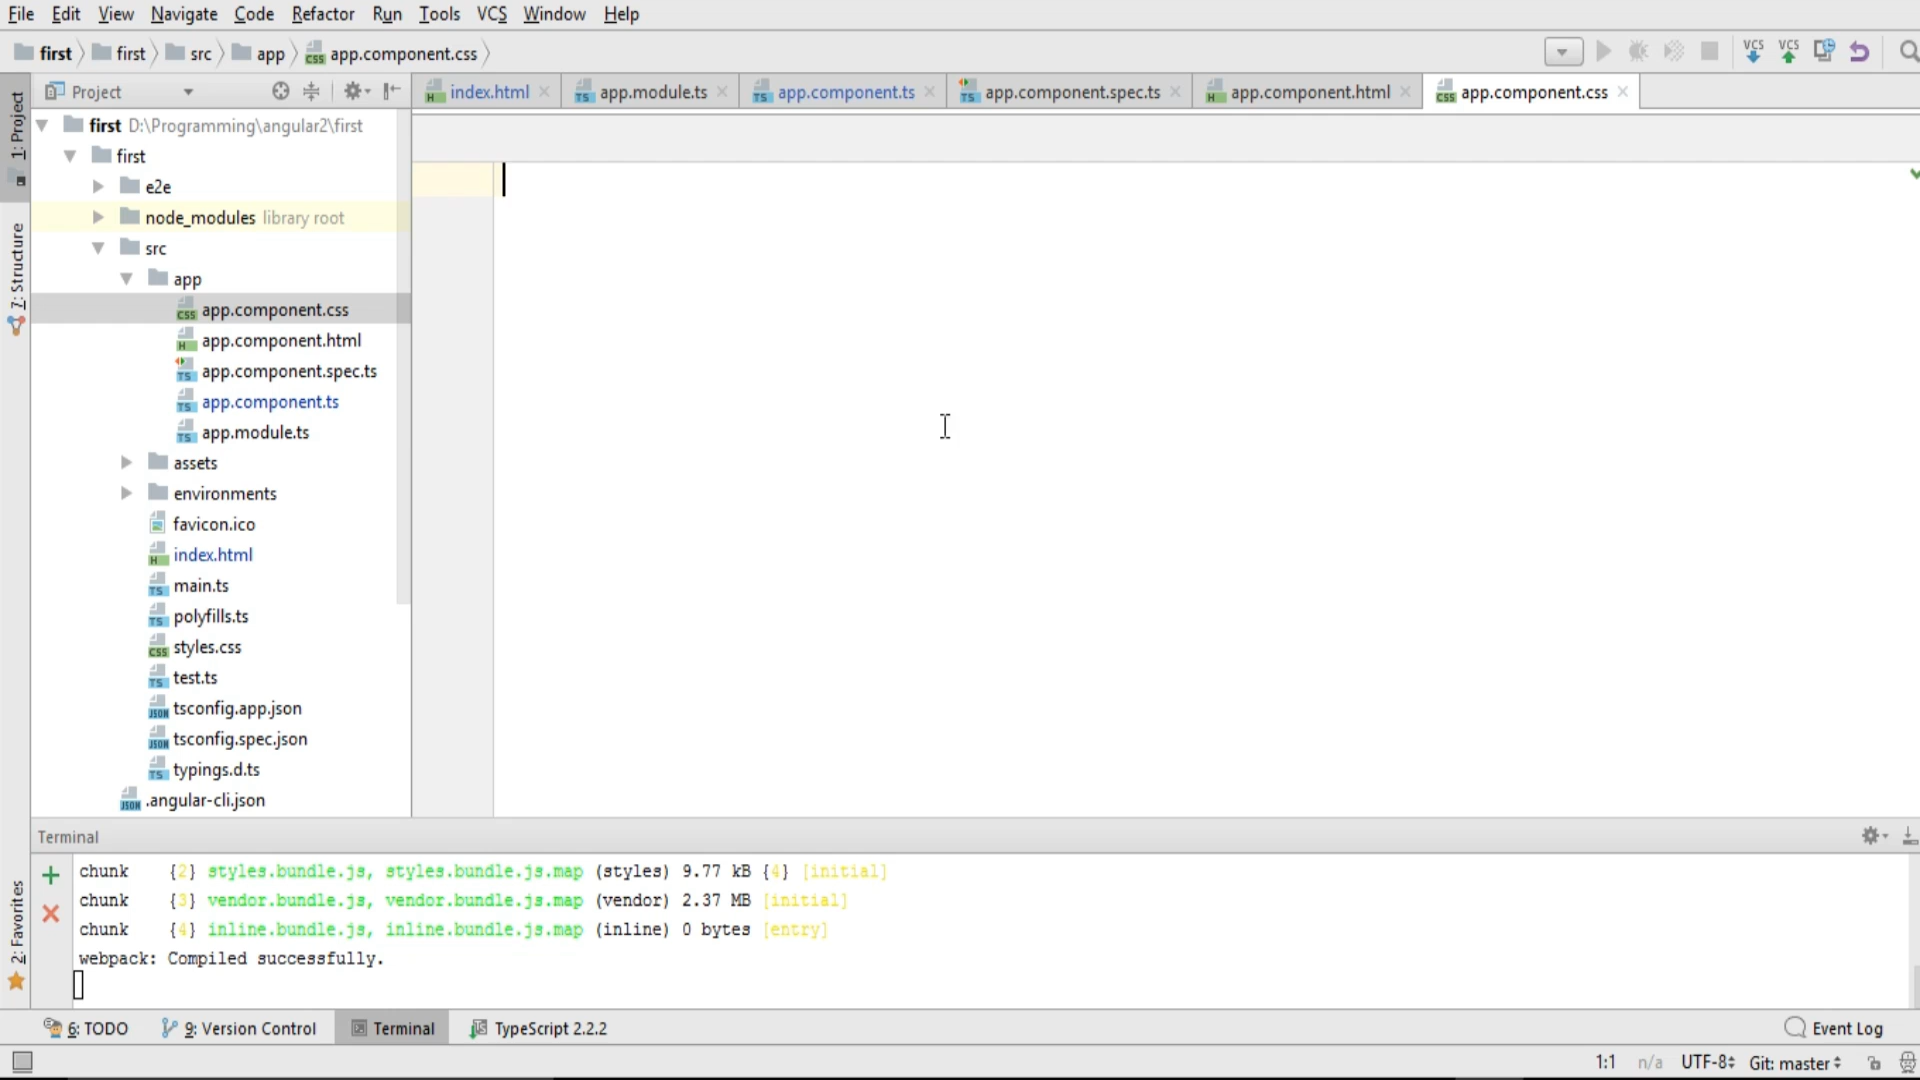 File Edit View Navigate Code Refactor Run Tools VCS Window Help
first first src app app.component.css
VCS VCS
Project
index.html app.module.ts app.component.ts app.component.spec.ts app.component.html app.component.css
1: Project
7: Structure
2: Favorites
first D:\Programming\angular2\first
first
e2e
node_modules library root
src
app
app.component.css
app.component.html
app.component.spec.ts
app.component.ts
app.module.ts
assets
environments
favicon.ico
index.html
main.ts
polyfills.ts
styles.css
test.ts
tsconfig.app.json
tsconfig.spec.json
typings.d.ts
.angular-cli.json
Terminal
chunk {2} styles.bundle.js, styles.bundle.js.map (styles) 9.77 kB {4} [initial]
chunk {3} vendor.bundle.js, vendor.bundle.js.map (vendor) 2.37 MB [initial]
chunk {4} inline.bundle.js, inline.bundle.js.map (inline) 0 bytes [entry]
webpack: Compiled successfully.
6: TODO 9: Version Control Terminal TypeScript 2.2.2 Event Log
1:1 n/a UTF-8 Git: master